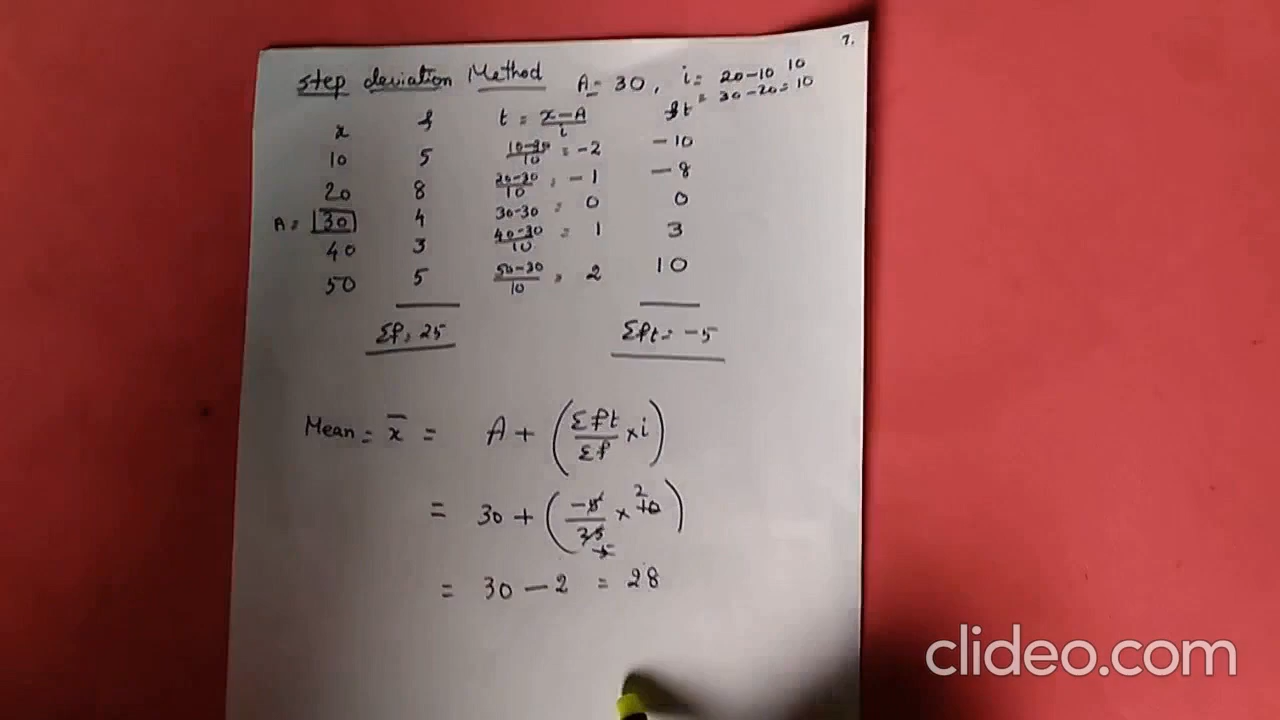 7.
Step deviation Method A = 30, i = 20-10 10
= 30-20 = 10
x f t = x-A/i ft
10 5 10-30/10 = -2 -10
20 8 20-30/10 = -1 -8
A = 30 4 30-30 = 0 0
40 3 40-30/10 = 1 3
50 5 50-30/10 = 2 10
Σf = 25 Σft = -5
Mean = x̄ = A + (Σft/Σf × i)
= 30 + (-5/25 × 10) 2
= 30 - 2 = 28
clideo.com